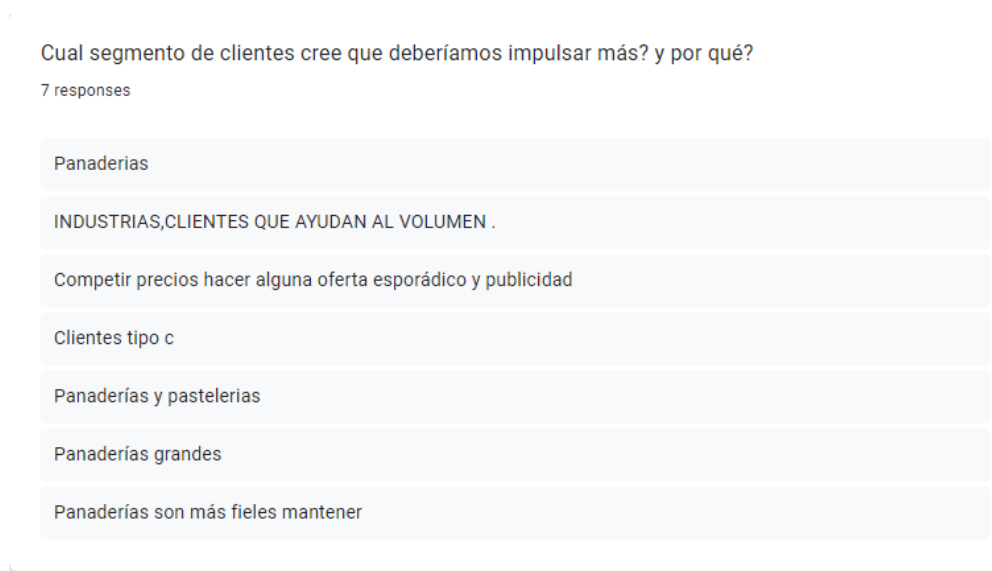 Cual segmento de clientes cree que deberíamos impulsar más? y por qué?
7 responses
Panaderias
INDUSTRIAS,CLIENTES QUE AYUDAN AL VOLUMEN .
Competir precios hacer alguna oferta esporádico y publicidad
Clientes tipo c
Panaderías y pastelerias
Panaderías grandes
Panaderías son más fieles mantener